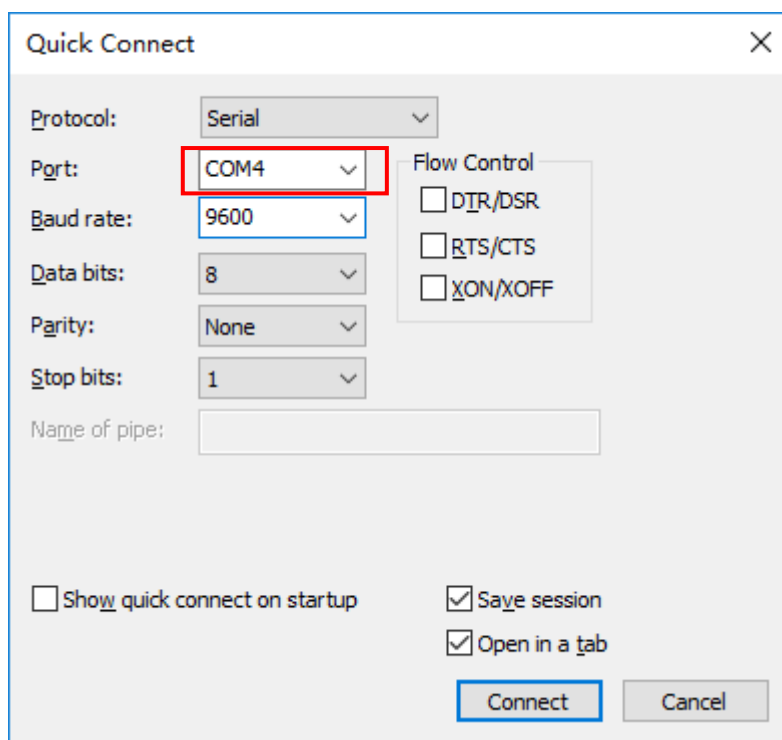 Quick Connect
Protocol: Serial
Port: COM4
Flow Control
Baud rate: 9600
DTR/DSR
RTS/CTS
Data bits: 8
XON/XOFF
Parity: None
Stop bits: 1
Name of pipe:
Show quick connect on startup
Save session
Open in a tab
Connect
Cancel